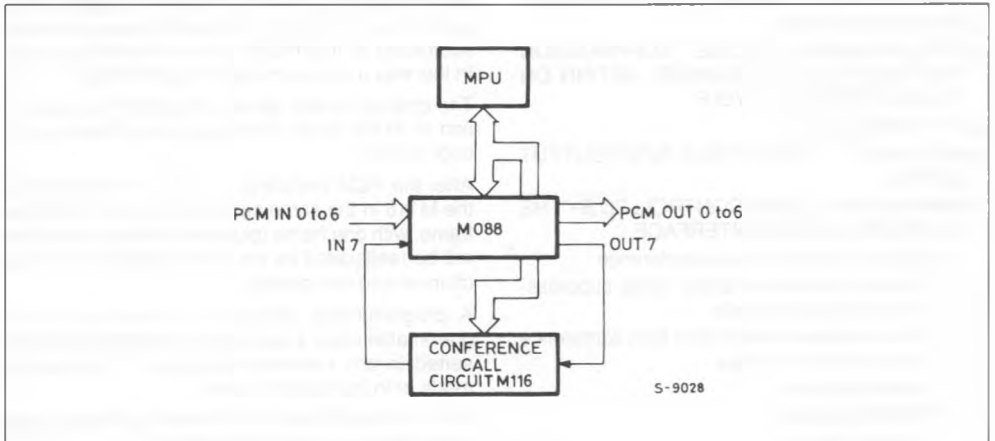 MPU
PCM IN 0 to 6
M 088
PCM OUT 0 to 6
IN 7
OUT 7
CONFERENCE
CALL
CIRCUIT M116
S-9028